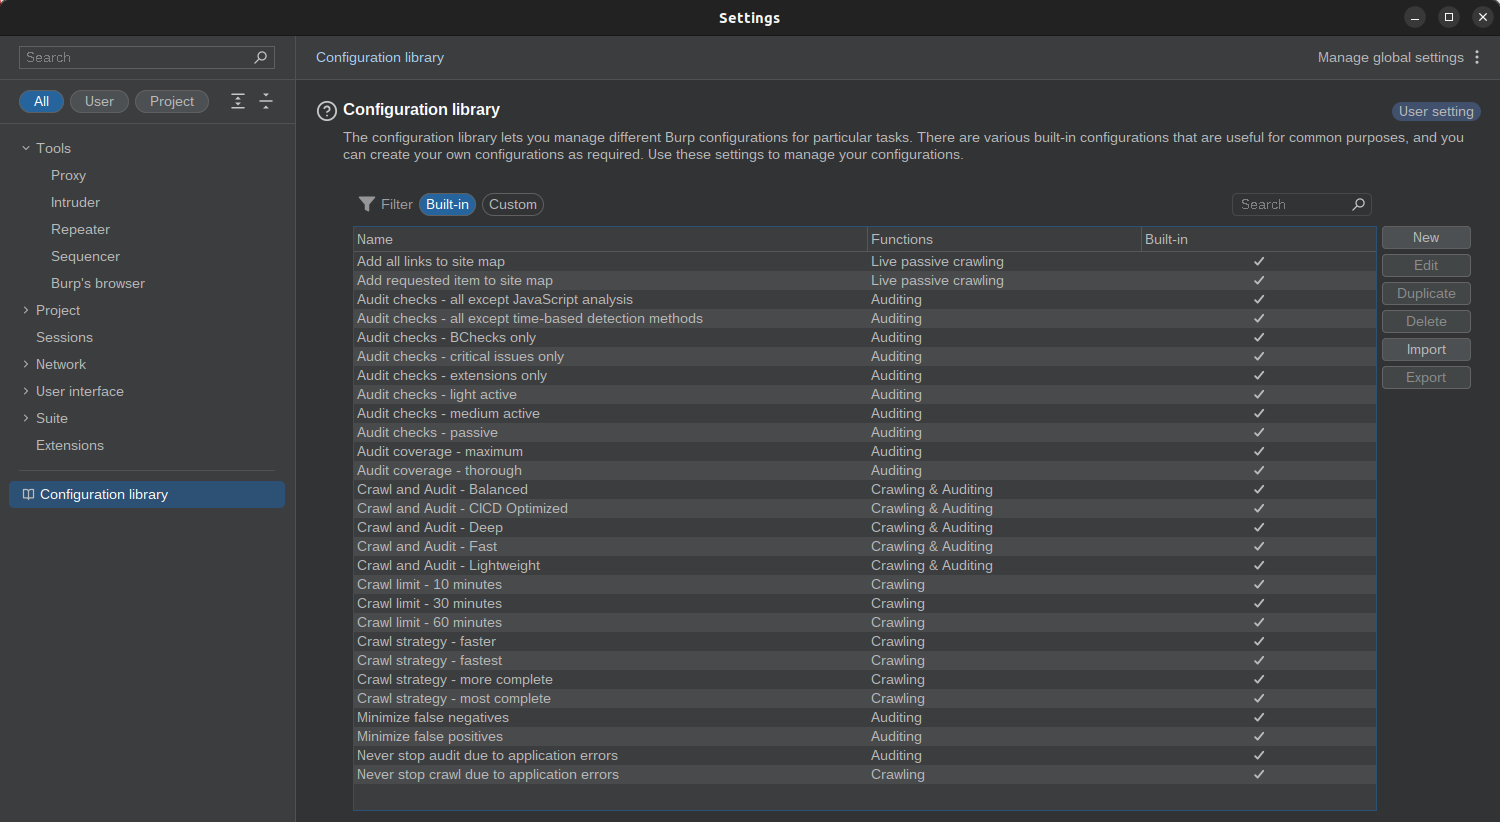 Settings
Search
Configuration library
Manage global settings
All
User
Project
Tools
Proxy
Intruder
Repeater
Sequencer
Burp's browser
Project
Sessions
Network
User interface
Suite
Extensions
Configuration library
Configuration library
User setting
The configuration library lets you manage different Burp configurations for particular tasks. There are various built-in configurations that are useful for common purposes, and you
can create your own configurations as required. Use these settings to manage your configurations.
Filter Built-in Custom
Search
Name Functions Built-in
Add all links to site map Live passive crawling
Add requested item to site map Live passive crawling
Audit checks - all except JavaScript analysis Auditing
Audit checks - all except time-based detection methods Auditing
Audit checks - BChecks only Auditing
Audit checks - critical issues only Auditing
Audit checks - extensions only Auditing
Audit checks - light active Auditing
Audit checks - medium active Auditing
Audit checks - passive Auditing
Audit coverage - maximum Auditing
Audit coverage - thorough Auditing
Crawl and Audit - Balanced Crawling & Auditing
Crawl and Audit - CICD Optimized Crawling & Auditing
Crawl and Audit - Deep Crawling & Auditing
Crawl and Audit - Fast Crawling & Auditing
Crawl and Audit - Lightweight Crawling & Auditing
Crawl limit - 10 minutes Crawling
Crawl limit - 30 minutes Crawling
Crawl limit - 60 minutes Crawling
Crawl strategy - faster Crawling
Crawl strategy - fastest Crawling
Crawl strategy - more complete Crawling
Crawl strategy - most complete Crawling
Minimize false negatives Auditing
Minimize false positives Auditing
Never stop audit due to application errors Auditing
Never stop crawl due to application errors Crawling
New
Edit
Duplicate
Delete
Import
Export